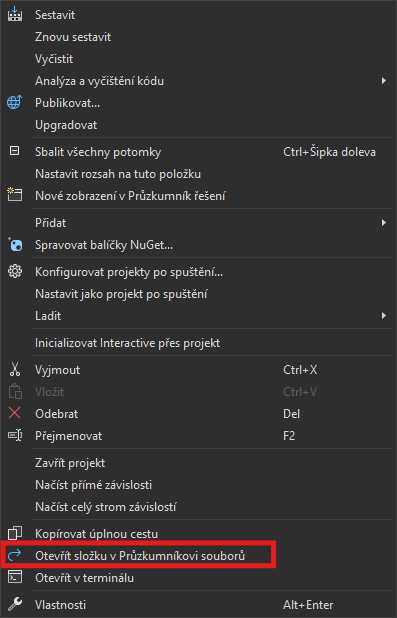 Sestavit
Znovu sestavit
Vyčistit
Analýza a vyčištění kódu
Publikovat...
Upgradovat
Sbalit všechny potomky Ctrl+Šipka doleva
Nastavit rozsah na tuto položku
Nové zobrazení v Průzkumník řešení
Přidat
Spravovat balíčky NuGet...
Konfigurovat projekty po spuštění...
Nastavit jako projekt po spuštění
Ladit
Inicializovat Interactive přes projekt
Vyjmout Ctrl+X
Vložit Ctrl+V
Odebrat Del
Přejmenovat F2
Zavřít projekt
Načíst přímé závislosti
Načíst celý strom závislostí
Kopírovat úplnou cestu
Otevřít složku v Průzkumníkovi souborů
Otevřít v terminálu
Vlastnosti Alt+Enter